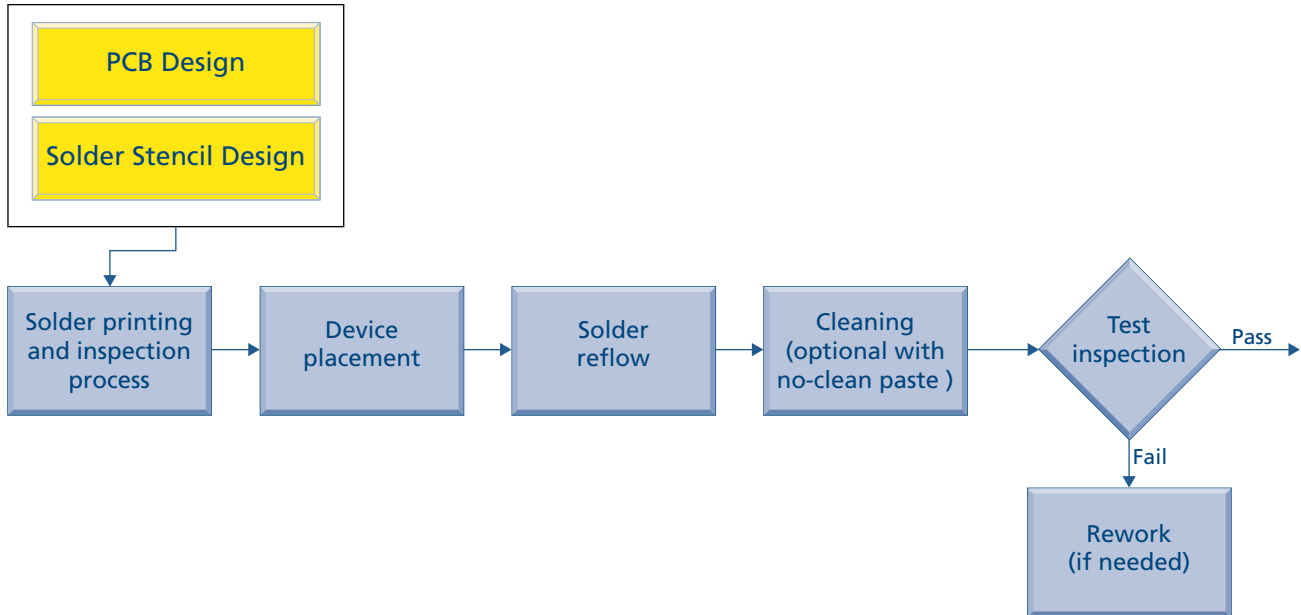 PCB Design
Solder Stencil Design
Solder printing
and inspection
process
Device
placement
Solder
reflow
Cleaning
(optional with
no-clean paste )
Test
inspection
Pass
Fail
Rework
(if needed)